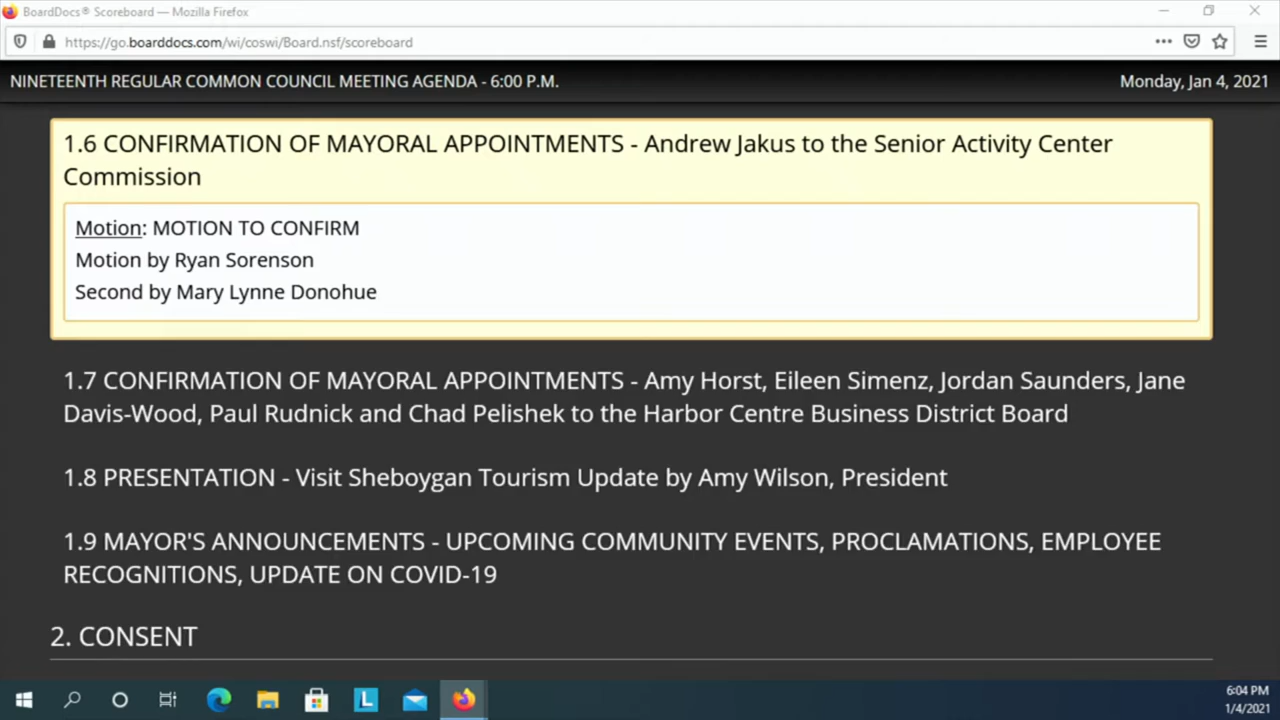 BoardDocs® Scoreboard — Mozilla Firefox
https://go.boarddocs.com/wi/coswi/Board.nsf/scoreboard
NINETEENTH REGULAR COMMON COUNCIL MEETING AGENDA - 6:00 P.M.
Monday, Jan 4, 2021
1.6 CONFIRMATION OF MAYORAL APPOINTMENTS - Andrew Jakus to the Senior Activity Center
Commission
Motion: MOTION TO CONFIRM
Motion by Ryan Sorenson
Second by Mary Lynne Donohue
1.7 CONFIRMATION OF MAYORAL APPOINTMENTS - Amy Horst, Eileen Simenz, Jordan Saunders, Jane
Davis-Wood, Paul Rudnick and Chad Pelishek to the Harbor Centre Business District Board
1.8 PRESENTATION - Visit Sheboygan Tourism Update by Amy Wilson, President
1.9 MAYOR'S ANNOUNCEMENTS - UPCOMING COMMUNITY EVENTS, PROCLAMATIONS, EMPLOYEE
RECOGNITIONS, UPDATE ON COVID-19
2. CONSENT
L
6:04 PM
1/4/2021